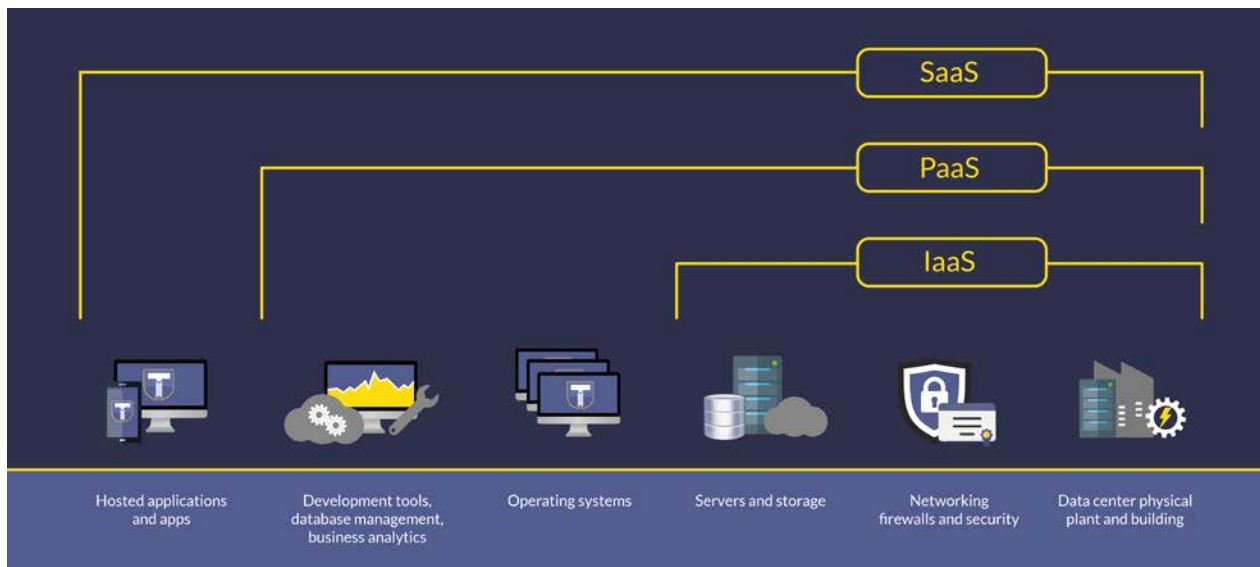 SaaS
PaaS
IaaS
Hosted applications
and apps
Development tools,
database management,
business analytics
Operating systems
Servers and storage
Networking
firewalls and security
Data center physical
plant and building